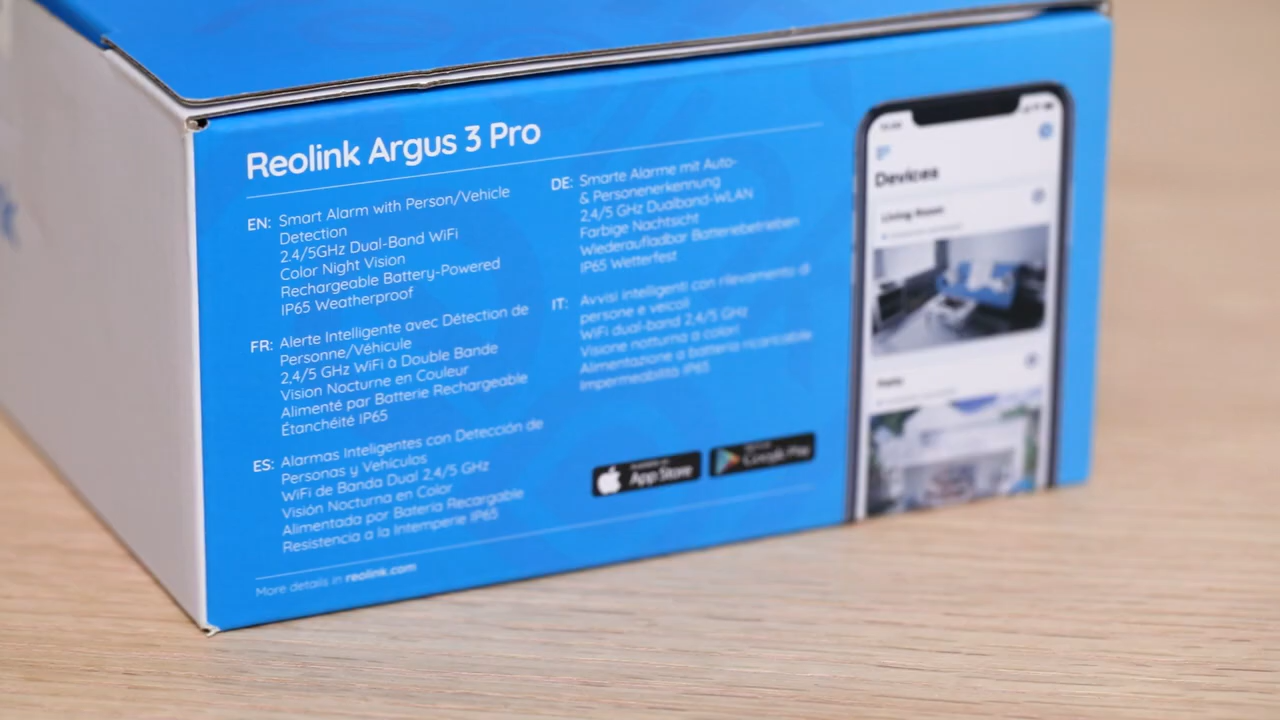 Reolink Argus 3 Pro
EN: Smart Alarm with Person/Vehicle
Detection
2.4/5GHz Dual-Band WiFi
Color Night Vision
Rechargeable Battery-Powered
IP65 Weatherproof
FR: Alerte Intelligente avec Détection de
Personne/Véhicule
2,4/5 GHz WiFi à Double Bande
Vision Nocturne en Couleur
Alimenté par Batterie Rechargeable
Étanchéité IP65
ES: Alarmas Inteligentes con Detección de
Personas y Vehículos
WiFi de Banda Dual 2,4/5 GHz
Visión Nocturna en Color
Alimentada por Batería Recargable
Resistencia a la Intemperie IP65
DE: Smarte Alarme mit Auto-
& Personenerkennung
2,4/5 GHz Dualband-WLAN
Farbige Nachtsicht
Wiederaufladbar Batteriebetrieben
IP65 Wetterfest
IT: Avvisi intelligenti con rilevamento di
persone e veicoli
WiFi dual-band 2,4/5 GHz
Visione notturna a colori
Alimentazione a batteria ricaricabile
Impermeabilità IP65
App Store
Google Play
More details in reolink.com
Devices
Living Room